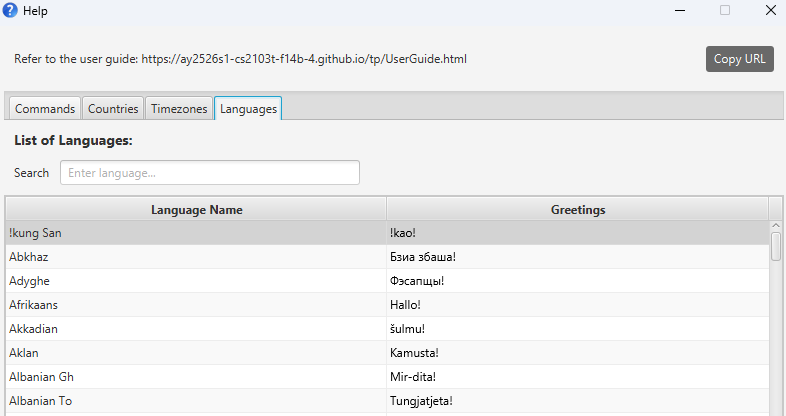 Help
Refer to the user guide: https://ay2526s1-cs2103t-f14b-4.github.io/tp/UserGuide.html Copy URL
Commands Countries Timezones Languages
List of Languages:
Search Enter language...
Language Name Greetings
!kung San !kao!
Abkhaz Бзиа збаша!
Adyghe Фэсапщы!
Afrikaans Hallo!
Akkadian šulmu!
Aklan Kamusta!
Albanian Gh Mir-dita!
Albanian To Tungjatjeta!